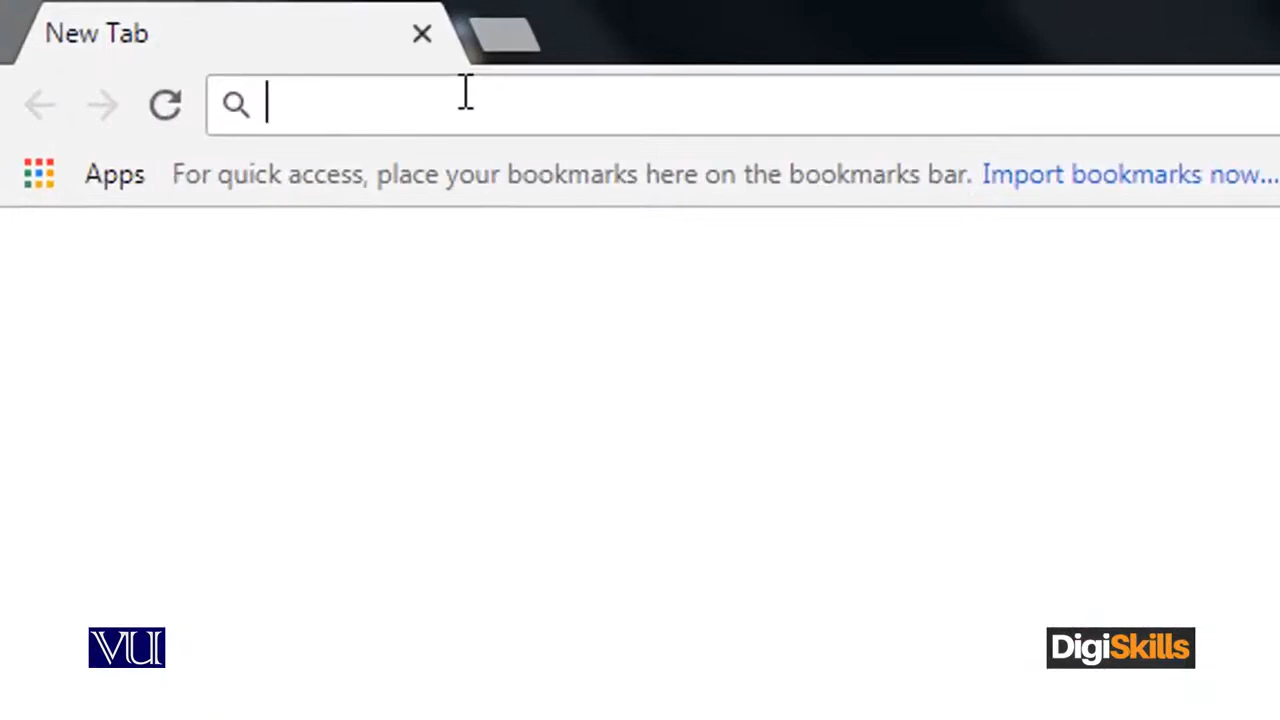 New Tab
Apps For quick access, place your bookmarks here on the bookmarks bar. Import bookmarks now...
VU DigiSkills